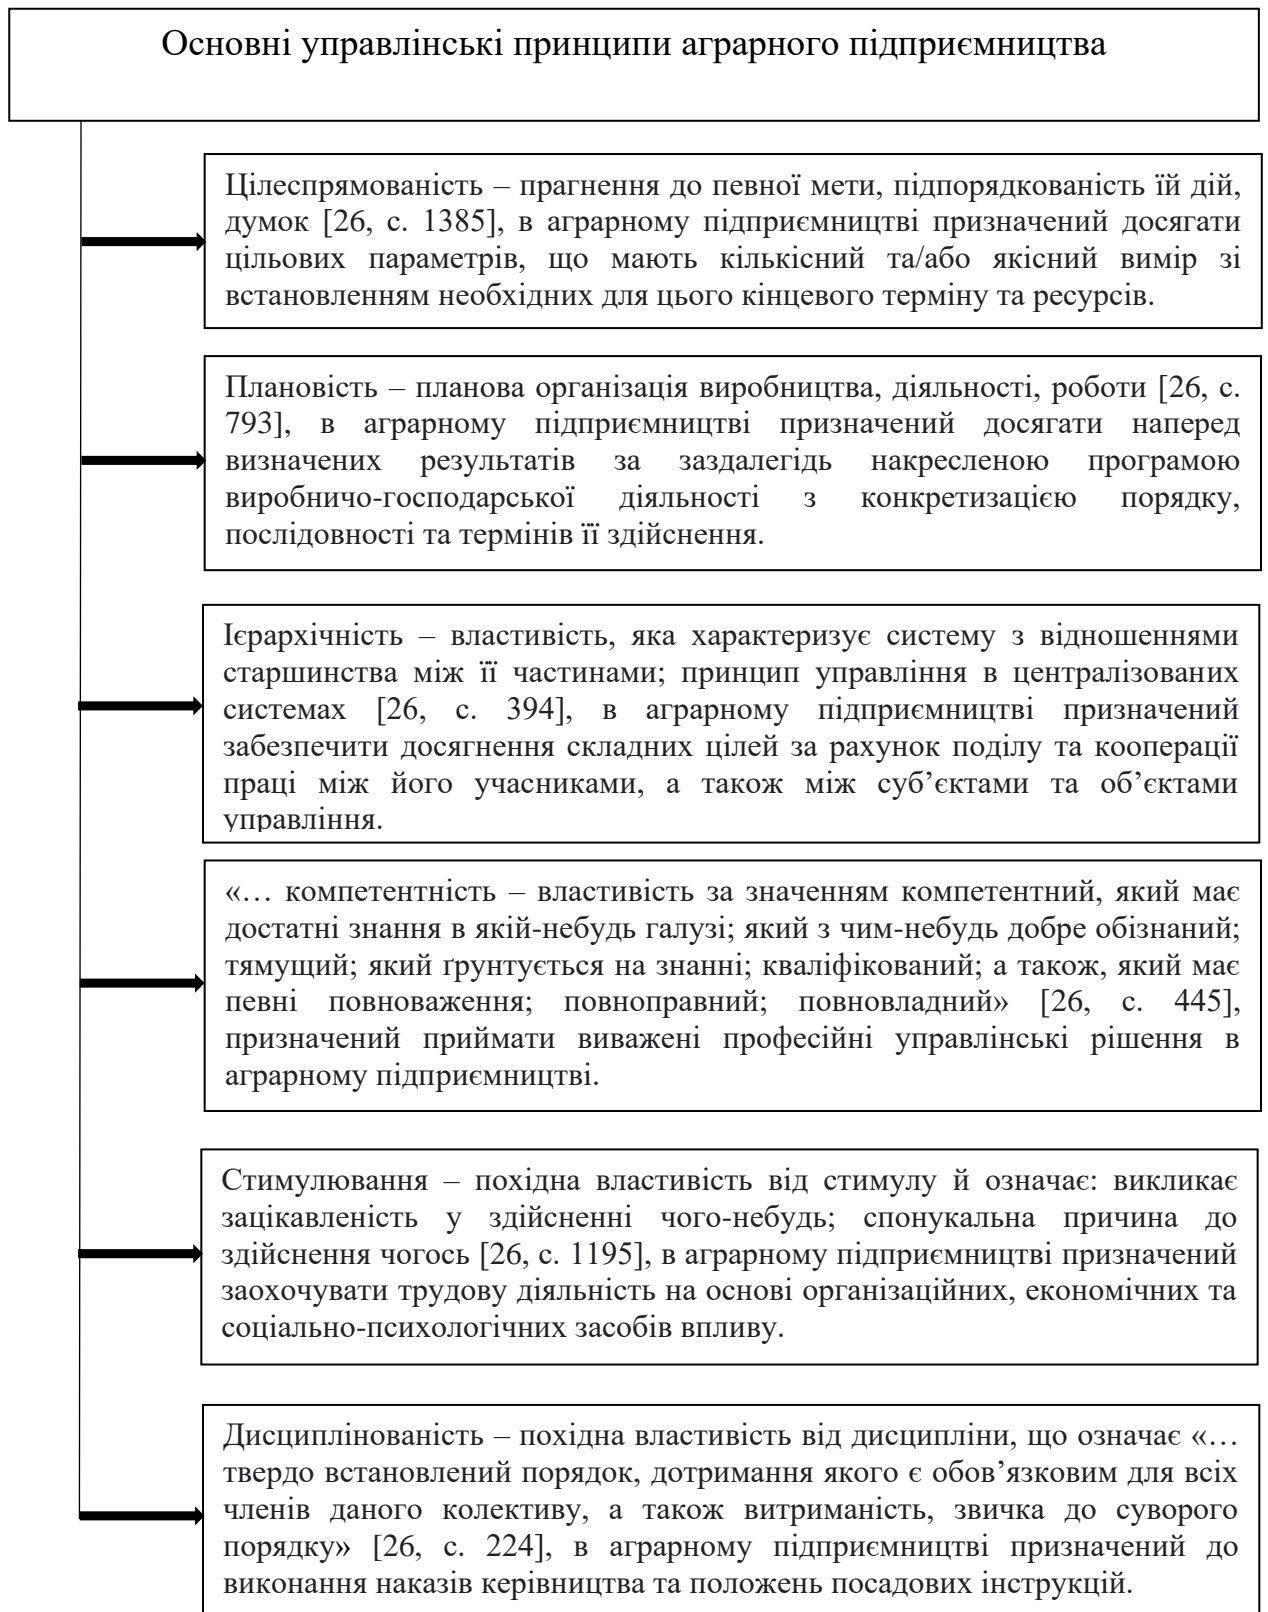 Основні управлінські принципи аграрного підприємництва
Цілеспрямованість – прагнення до певної мети, підпорядкованість їй дій,
думок [26, с. 1385], в аграрному підприємництві призначений досягати
цільових параметрів, що мають кількісний та/або якісний вимір зі
встановленням необхідних для цього кінцевого терміну та ресурсів.
Плановість – планова організація виробництва, діяльності, роботи [26, с.
793], в аграрному підприємництві призначений досягати наперед
визначених результатів за заздалегідь накресленою програмою
виробничо-господарської діяльності з конкретизацією порядку,
послідовності та термінів її здійснення.
Ієрархічність – властивість, яка характеризує систему з відношеннями
старшинства між її частинами; принцип управління в централізованих
системах [26, с. 394], в аграрному підприємництві призначений
забезпечити досягнення складних цілей за рахунок поділу та кооперації
праці між його учасниками, а також між суб’єктами та об’єктами
управління.
«… компетентність – властивість за значенням компетентний, який має
достатні знання в якій-небудь галузі; який з чим-небудь добре обізнаний;
тямущий; який ґрунтується на знанні; кваліфікований; а також, який має
певні повноваження; повноправний; повновладний» [26, с. 445],
призначений приймати виважені професійні управлінські рішення в
аграрному підприємництві.
Стимулювання – похідна властивість від стимулу й означає: викликає
зацікавленість у здійсненні чого-небудь; спонукальна причина до
здійснення чогось [26, с. 1195], в аграрному підприємництві призначений
заохочувати трудову діяльність на основі організаційних, економічних та
соціально-психологічних засобів впливу.
Дисциплінованість – похідна властивість від дисципліни, що означає «…
твердо встановлений порядок, дотримання якого є обов’язковим для всіх
членів даного колективу, а також витриманість, звичка до суворого
порядку» [26, с. 224], в аграрному підприємництві призначений до
виконання наказів керівництва та положень посадових інструкцій.